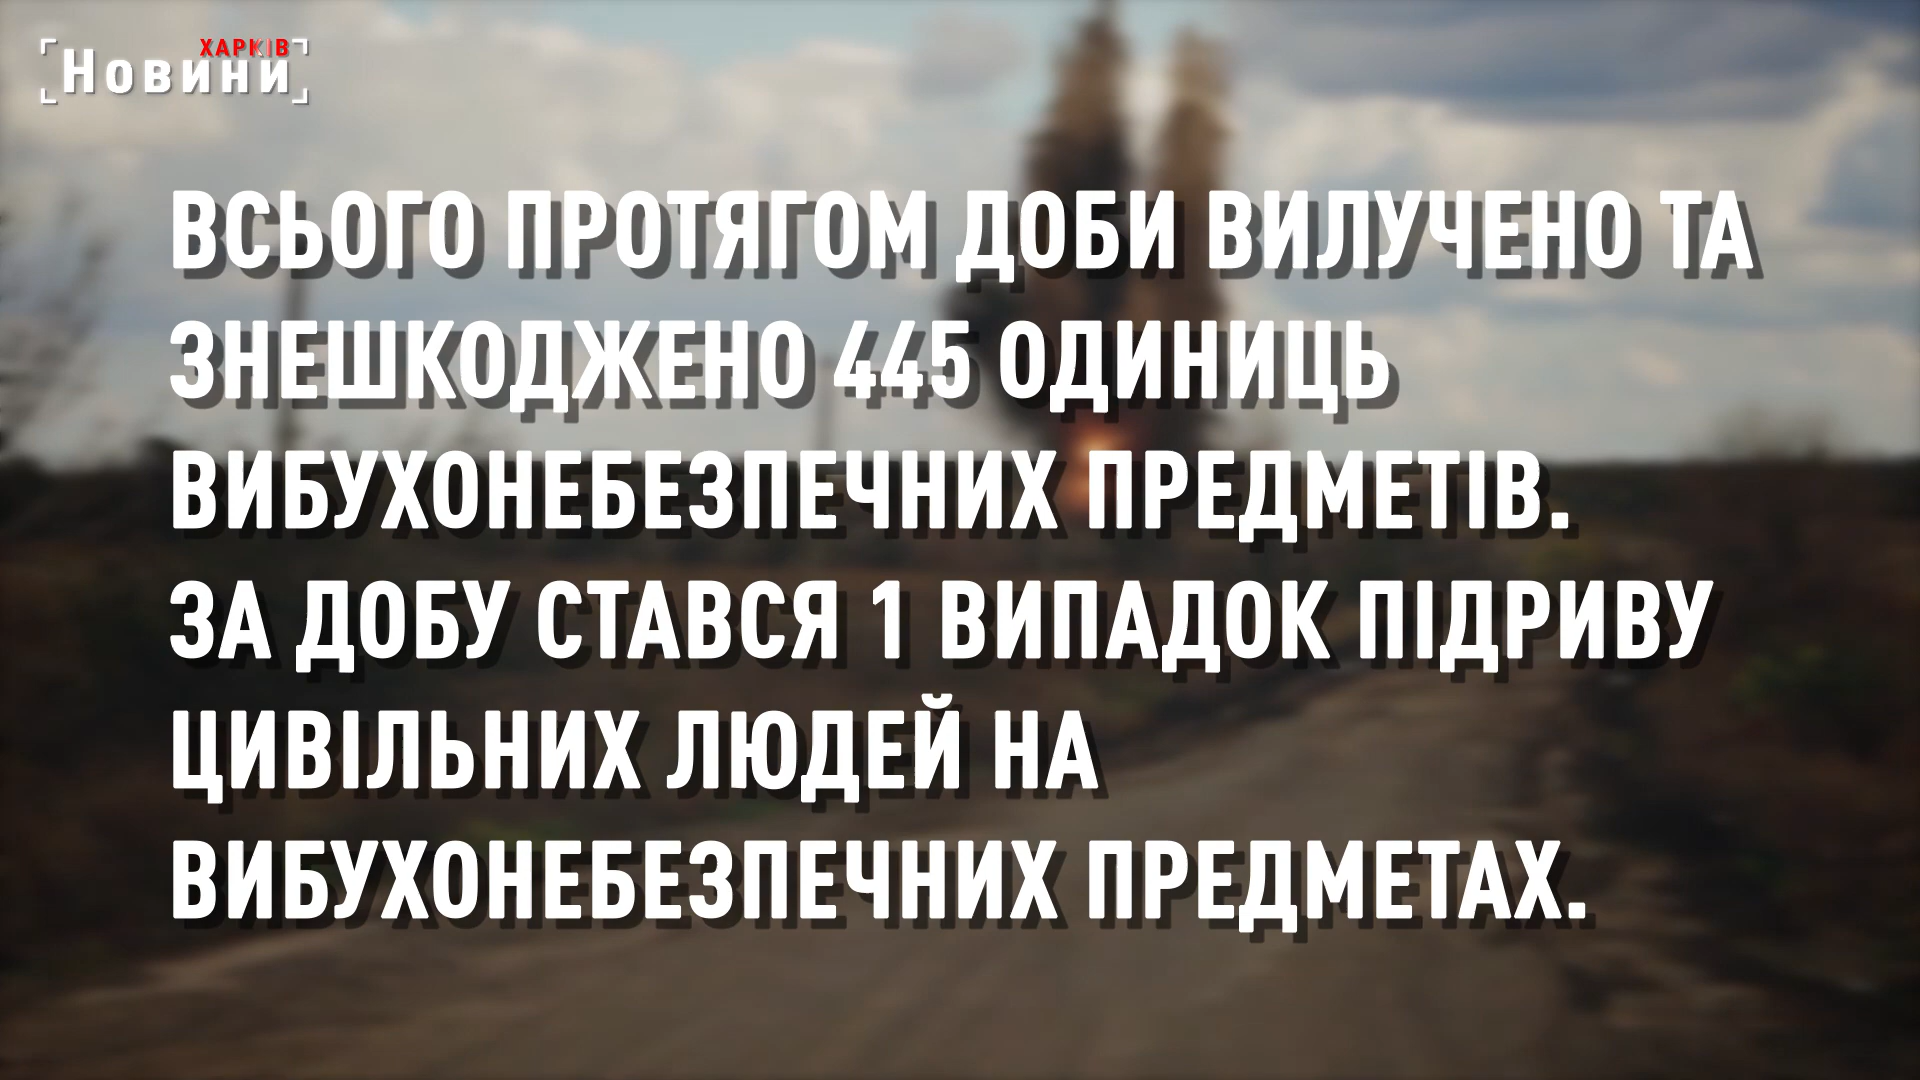 ХАРКІВ
Новини
ВСЬОГО ПРОТЯГОМ ДОБИ ВИЛУЧЕНО ТА
ЗНЕШКОДЖЕНО 445 ОДИНИЦЬ
ВИБУХОНЕБЕЗПЕЧНИХ ПРЕДМЕТІВ.
ЗА ДОБУ СТАВСЯ 1 ВИПАДОК ПІДРИВУ
ЦИВІЛЬНИХ ЛЮДЕЙ НА
ВИБУХОНЕБЕЗПЕЧНИХ ПРЕДМЕТАХ.